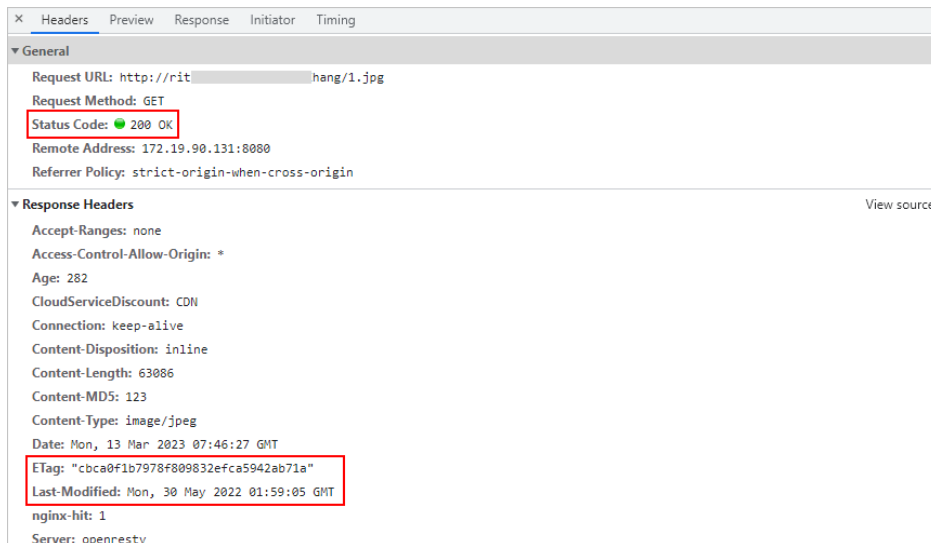 × Headers Preview Response Initiator Timing
▼ General
Request URL: http://rit hang/1.jpg
Request Method: GET
Status Code: 200 OK
Remote Address: 172.19.90.131:8080
Referrer Policy: strict-origin-when-cross-origin
▼ Response Headers View source
Accept-Ranges: none
Access-Control-Allow-Origin: *
Age: 282
CloudServiceDiscount: CDN
Connection: keep-alive
Content-Disposition: inline
Content-Length: 63086
Content-MD5: 123
Content-Type: image/jpeg
Date: Mon, 13 Mar 2023 07:46:27 GMT
ETag: "cbca0f1b7978f809832efca5942ab71a"
Last-Modified: Mon, 30 May 2022 01:59:05 GMT
nginx-hit: 1
Server: openresty